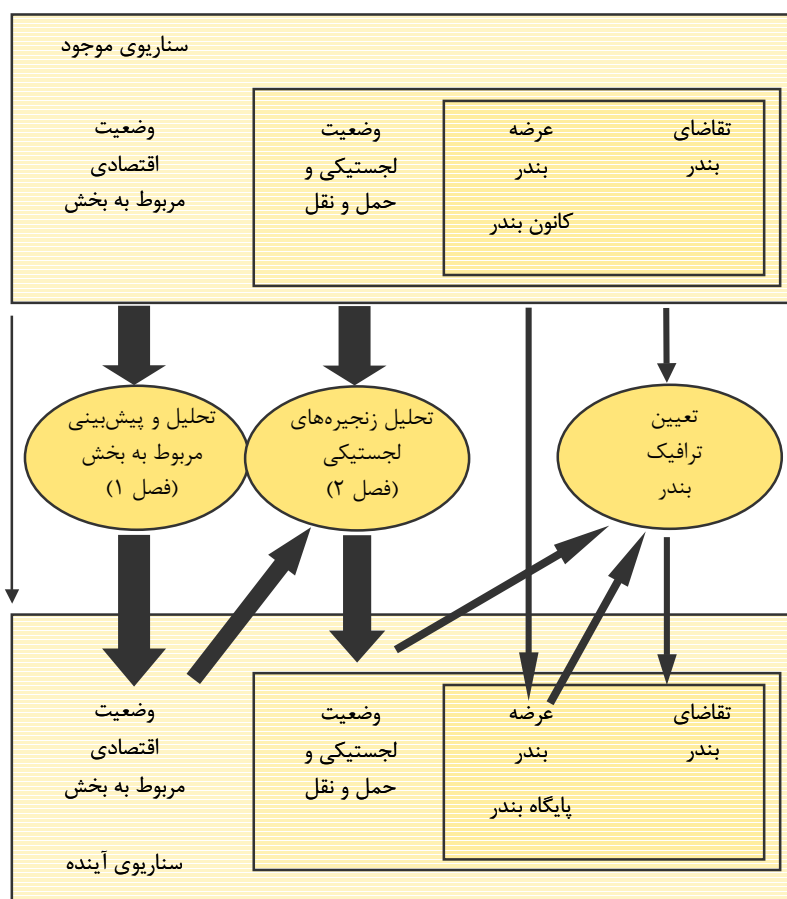 سناریوی موجود
تقاضای
بندر
عرضه
بندر
کانون بندر
وضعیت
لجستیکی و
حمل و نقل
وضعیت
اقتصادی
مربوط به بخش
تعیین
ترافیک
بندر
تحلیل زنجیره‌های
لجستیکی
(فصل ۲)
تحلیل و پیش‌بینی
مربوط به بخش
(فصل ۱)
تقاضای
بندر
عرضه
بندر
پایگاه بندر
وضعیت
لجستیکی و
حمل و نقل
وضعیت
اقتصادی
مربوط به بخش
سناریوی آینده